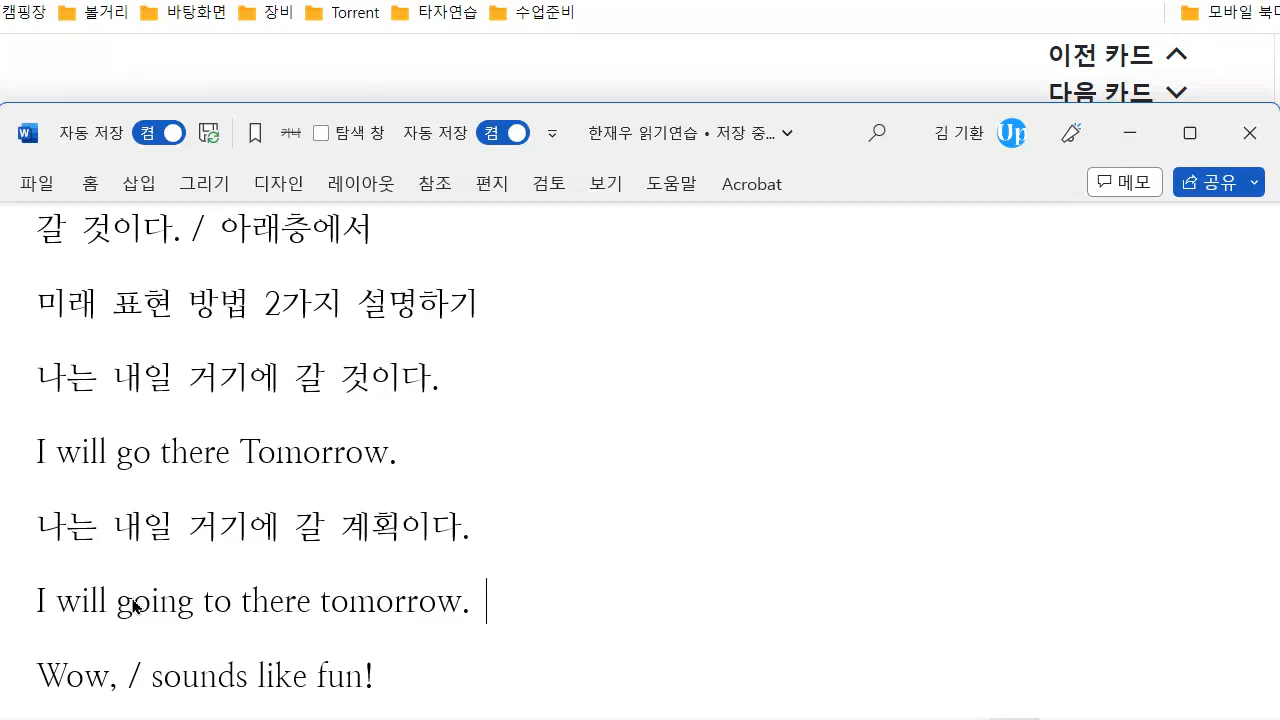 캠핑장 볼거리 바탕화면 장비 Torrent 타자연습 수업준비 모바일
이전 카드
다음 카드
자동 저장 켬 가나 탐색 창 자동 저장 켬 한재우 읽기연습 • 저장 중... 김 기환 Up
파일 홈 삽입 그리기 디자인 레이아웃 참조 편지 검토 보기 도움말 Acrobat 메모 공유
갈 것이다. / 아래층에서
미래 표현 방법 2가지 설명하기
나는 내일 거기에 갈 것이다.
I will go there Tomorrow.
나는 내일 거기에 갈 계획이다.
I will going to there tomorrow.
Wow, / sounds like fun!